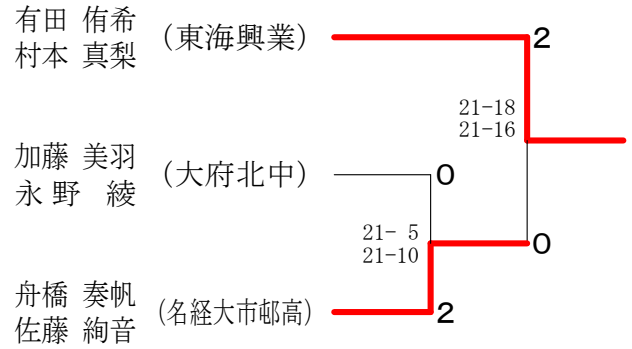 有田 侑希
村本 真梨
(東海興業)
2
21-18
21-16
加藤 美羽
永野 綾
(大府北中)
0
21- 5
21-10
0
舟橋 奏帆
佐藤 絢音
(名経大市邨高)
2